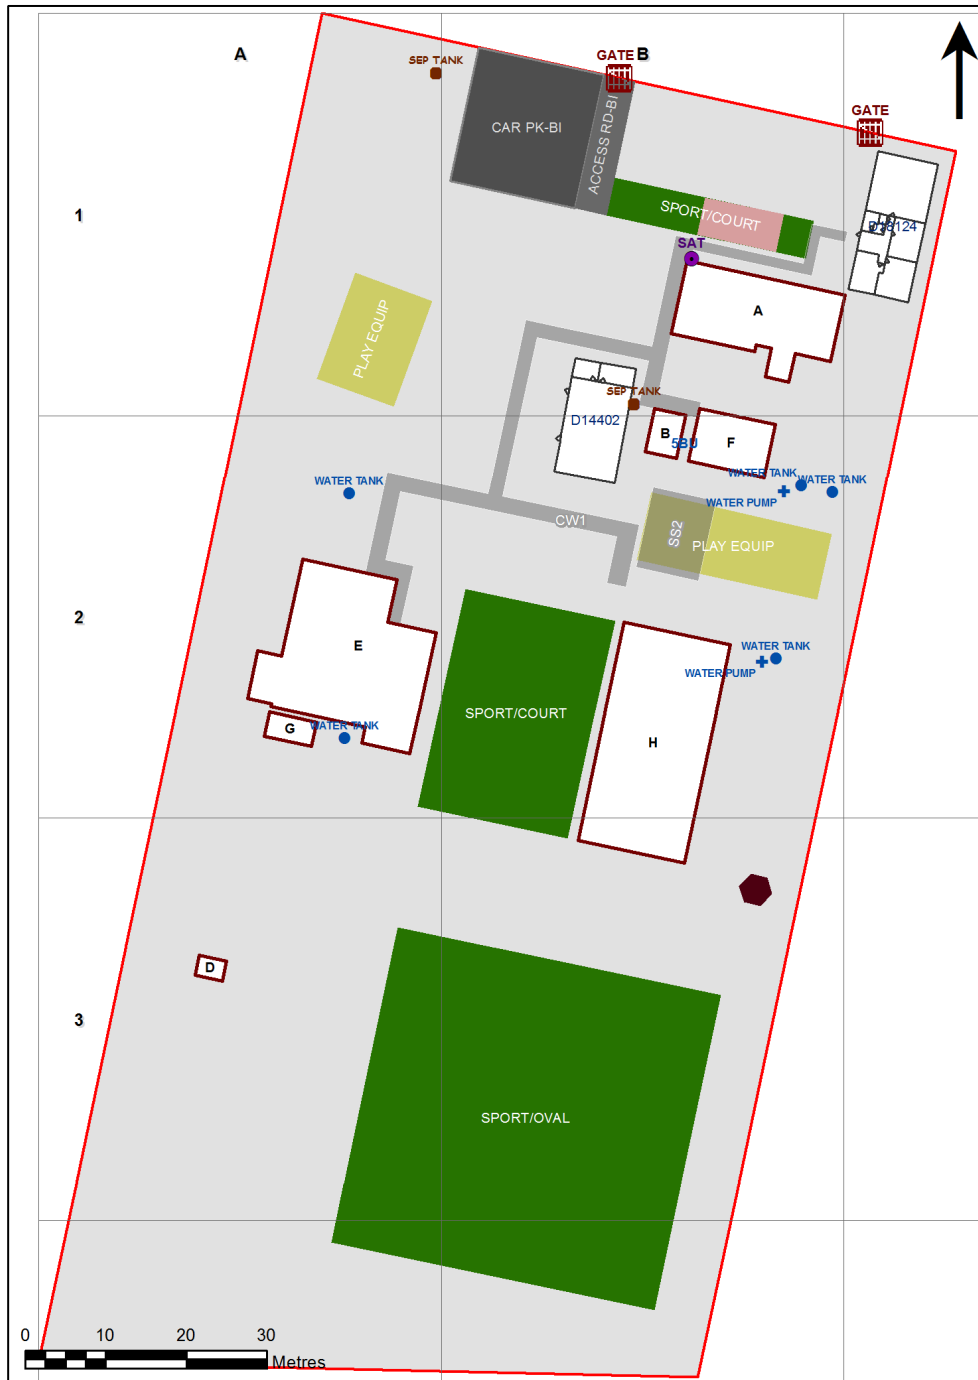 A
GATE
B
SEP TANK
GATE
CAR PK-BI
ACCESS RD-BI
1
SPORT/COURT
D18124
SAT
A
PLAY EQUIP
SEP TANK
D14402
B
5BU
F
WATER TANK
WATER TANK
WATER TANK
WATER PUMP
CW1
SS2
PLAY EQUIP
2
E
WATER TANK
WATER PUMP
SPORT/COURT
G
WATER TANK
H
D
3
SPORT/OVAL
0 10 20 30
Metres